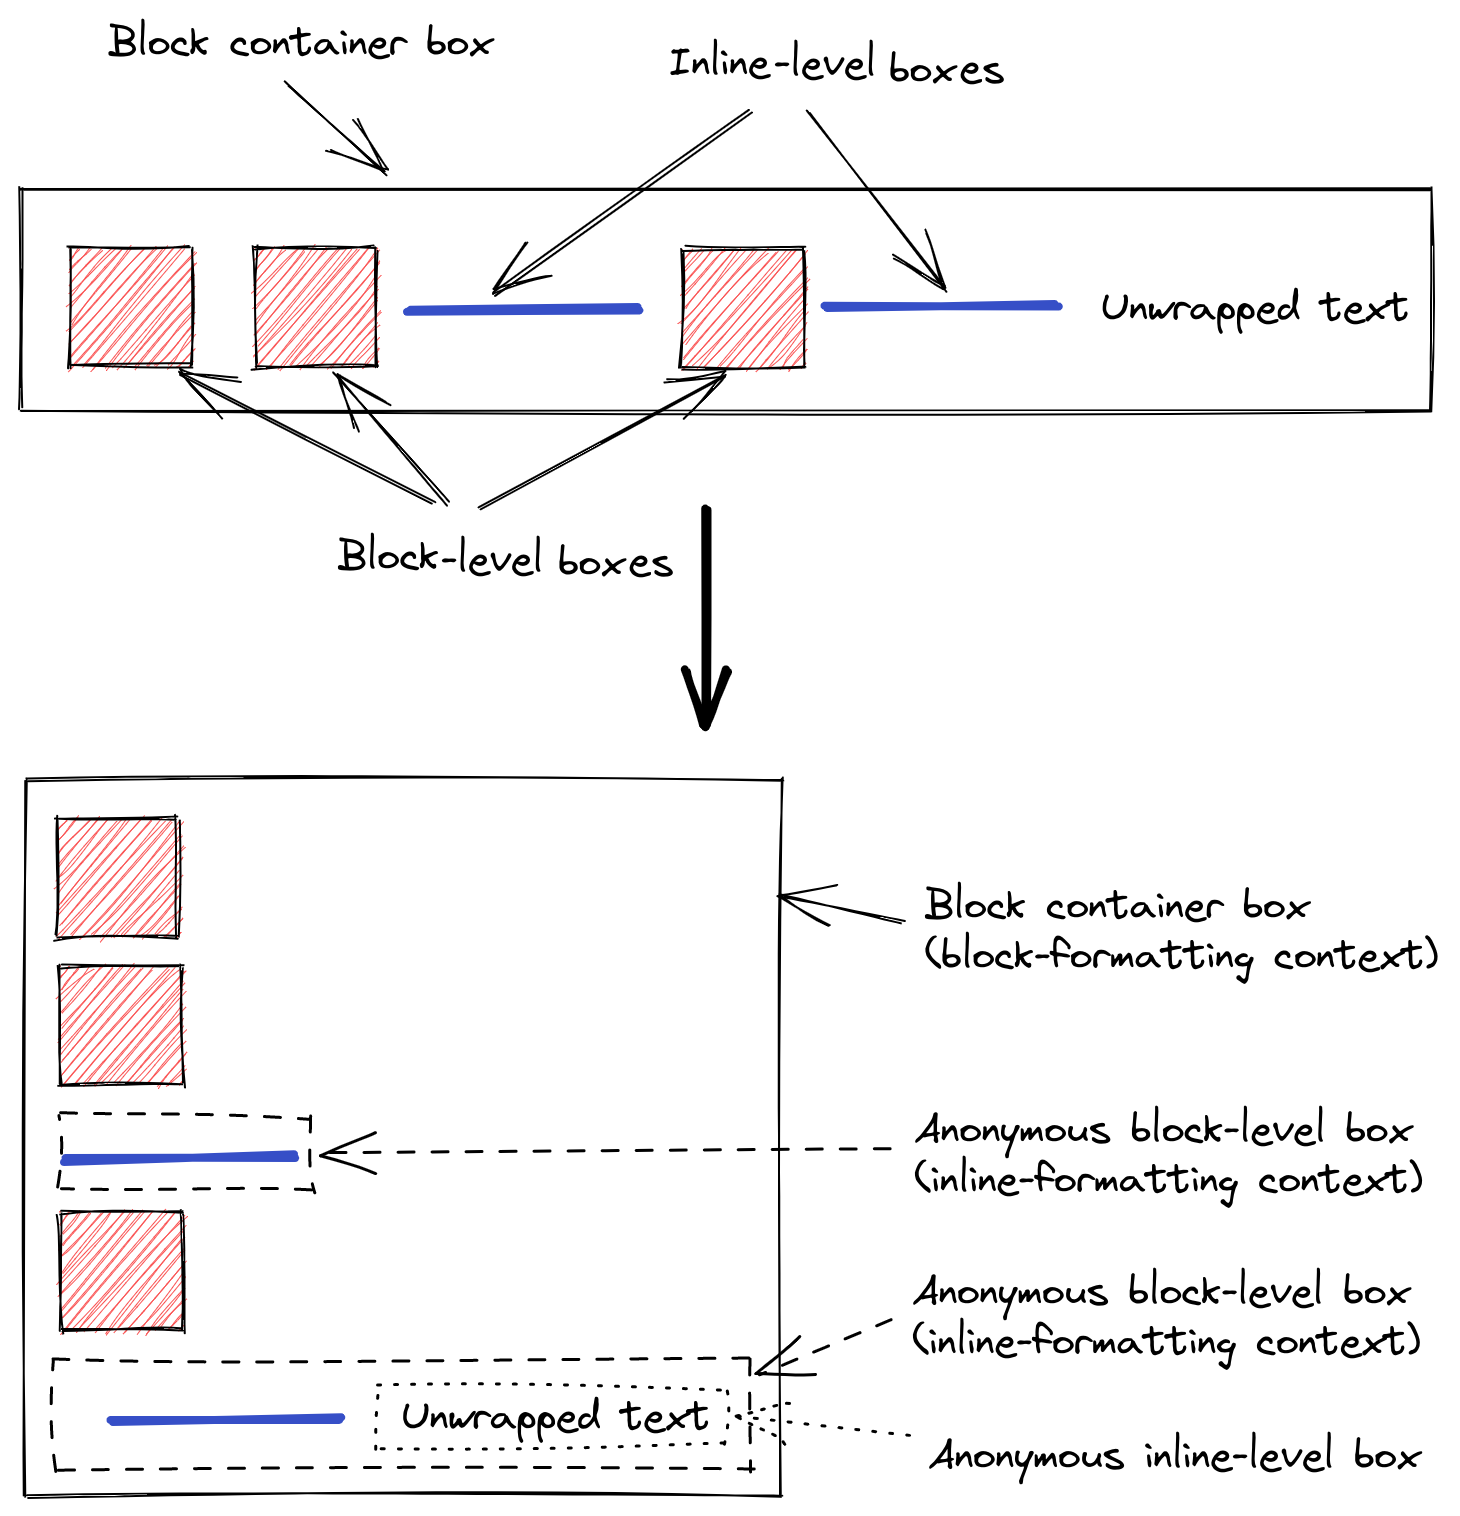 Block container box
Inline-level boxes
Unwrapped text
Block-level boxes
Block container box
(block-formatting context)
Anonymous block-level box
(inline-formatting context)
Anonymous block-level box
(inline-formatting context)
Unwrapped text
Anonymous inline-level box